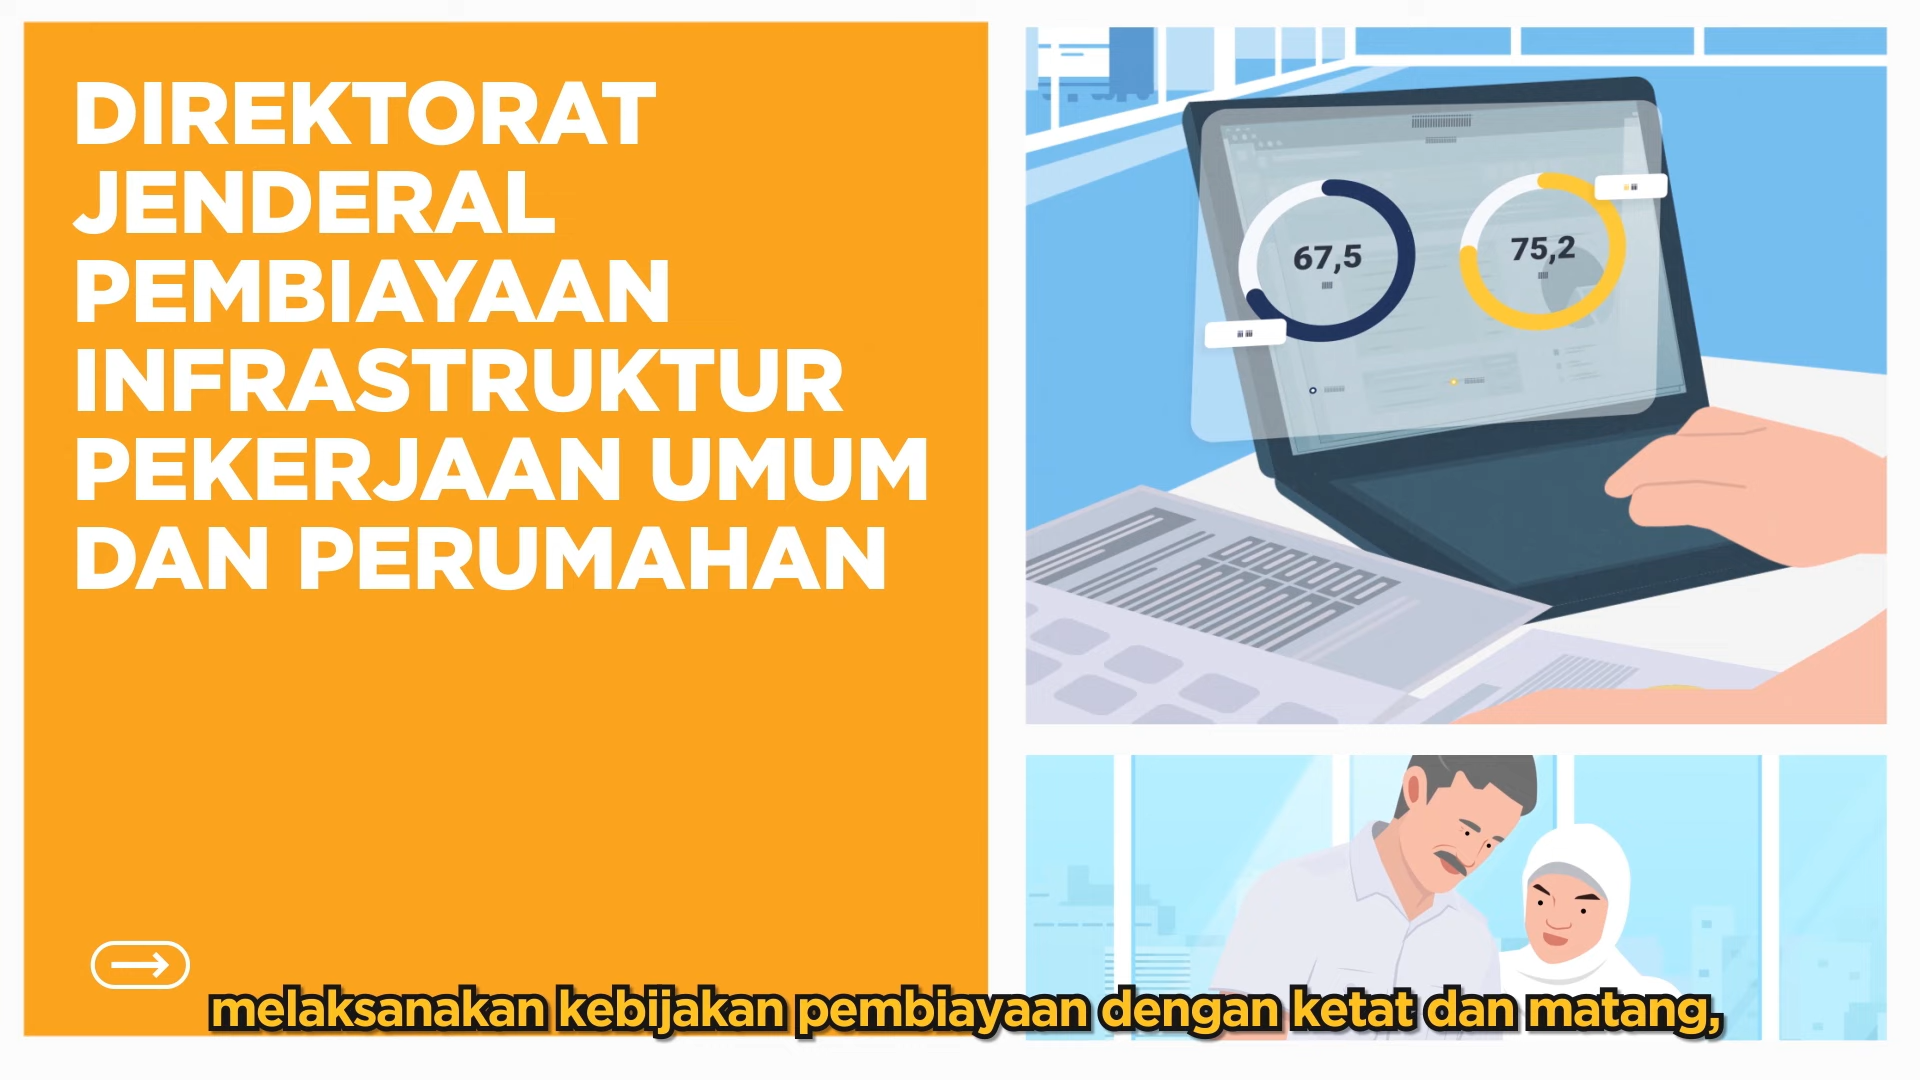 DIREKTORAT
JENDERAL
PEMBIAYAAN
INFRASTRUKTUR
PEKERJAAN UMUM
DAN PERUMAHAN
67,5
75,2
melaksanakan kebijakan pembiayaan dengan ketat dan matang,